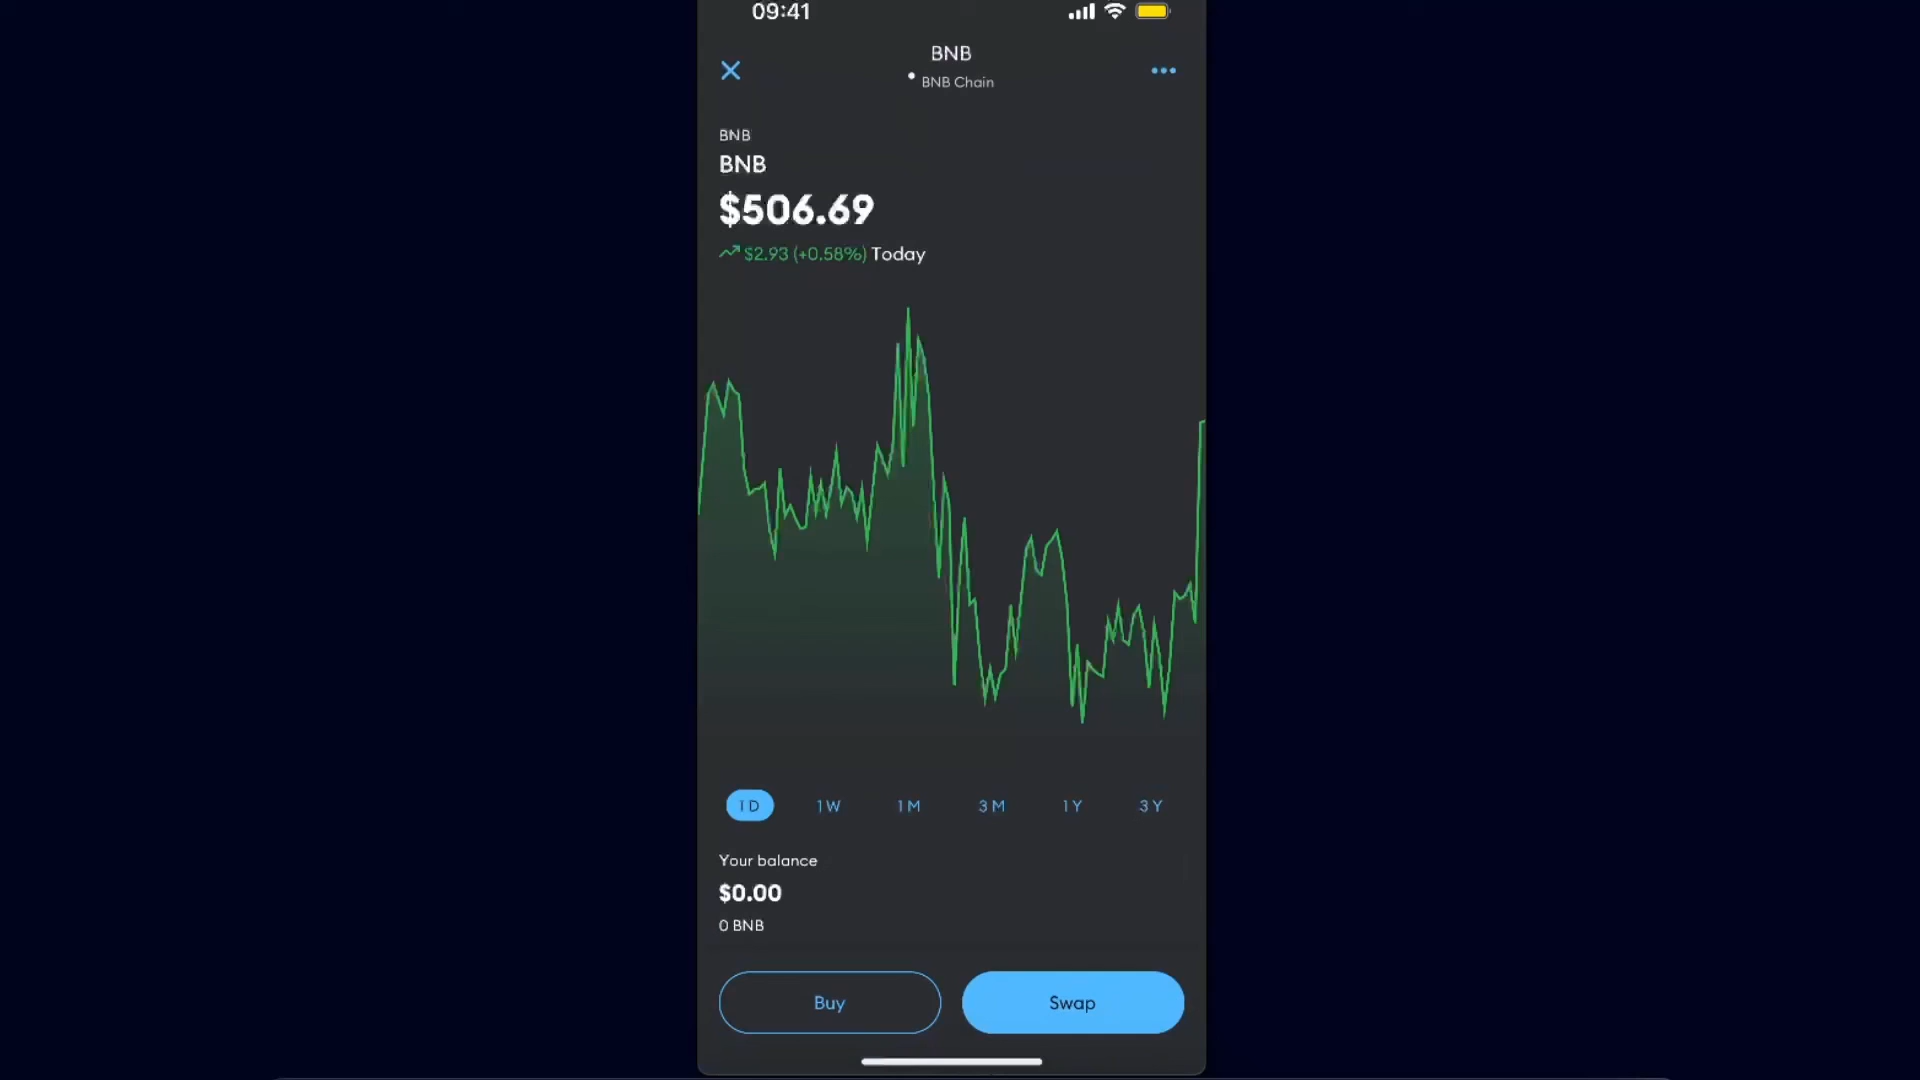 09:41
BNB
BNB Chain
BNB
BNB
$506.69
$2.93 (+0.58%) Today
1D 1W 1M 3M 1Y 3Y
Your balance
$0.00
0 BNB
Buy Swap